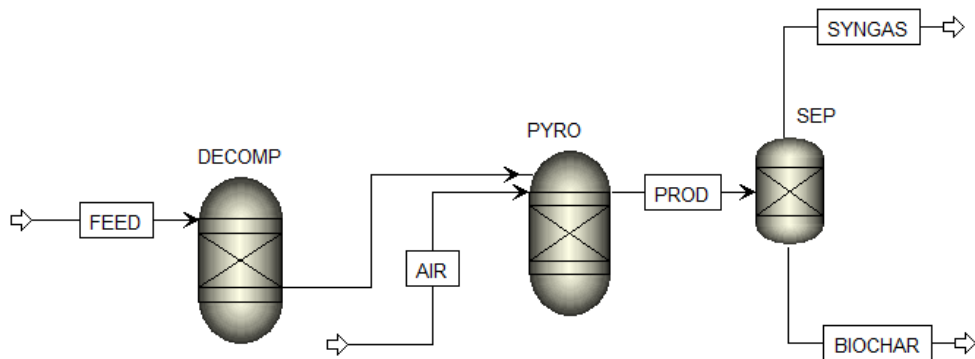 SYNGAS
SEP
PYRO
DECOMP
PROD
FEED
AIR
BIOCHAR